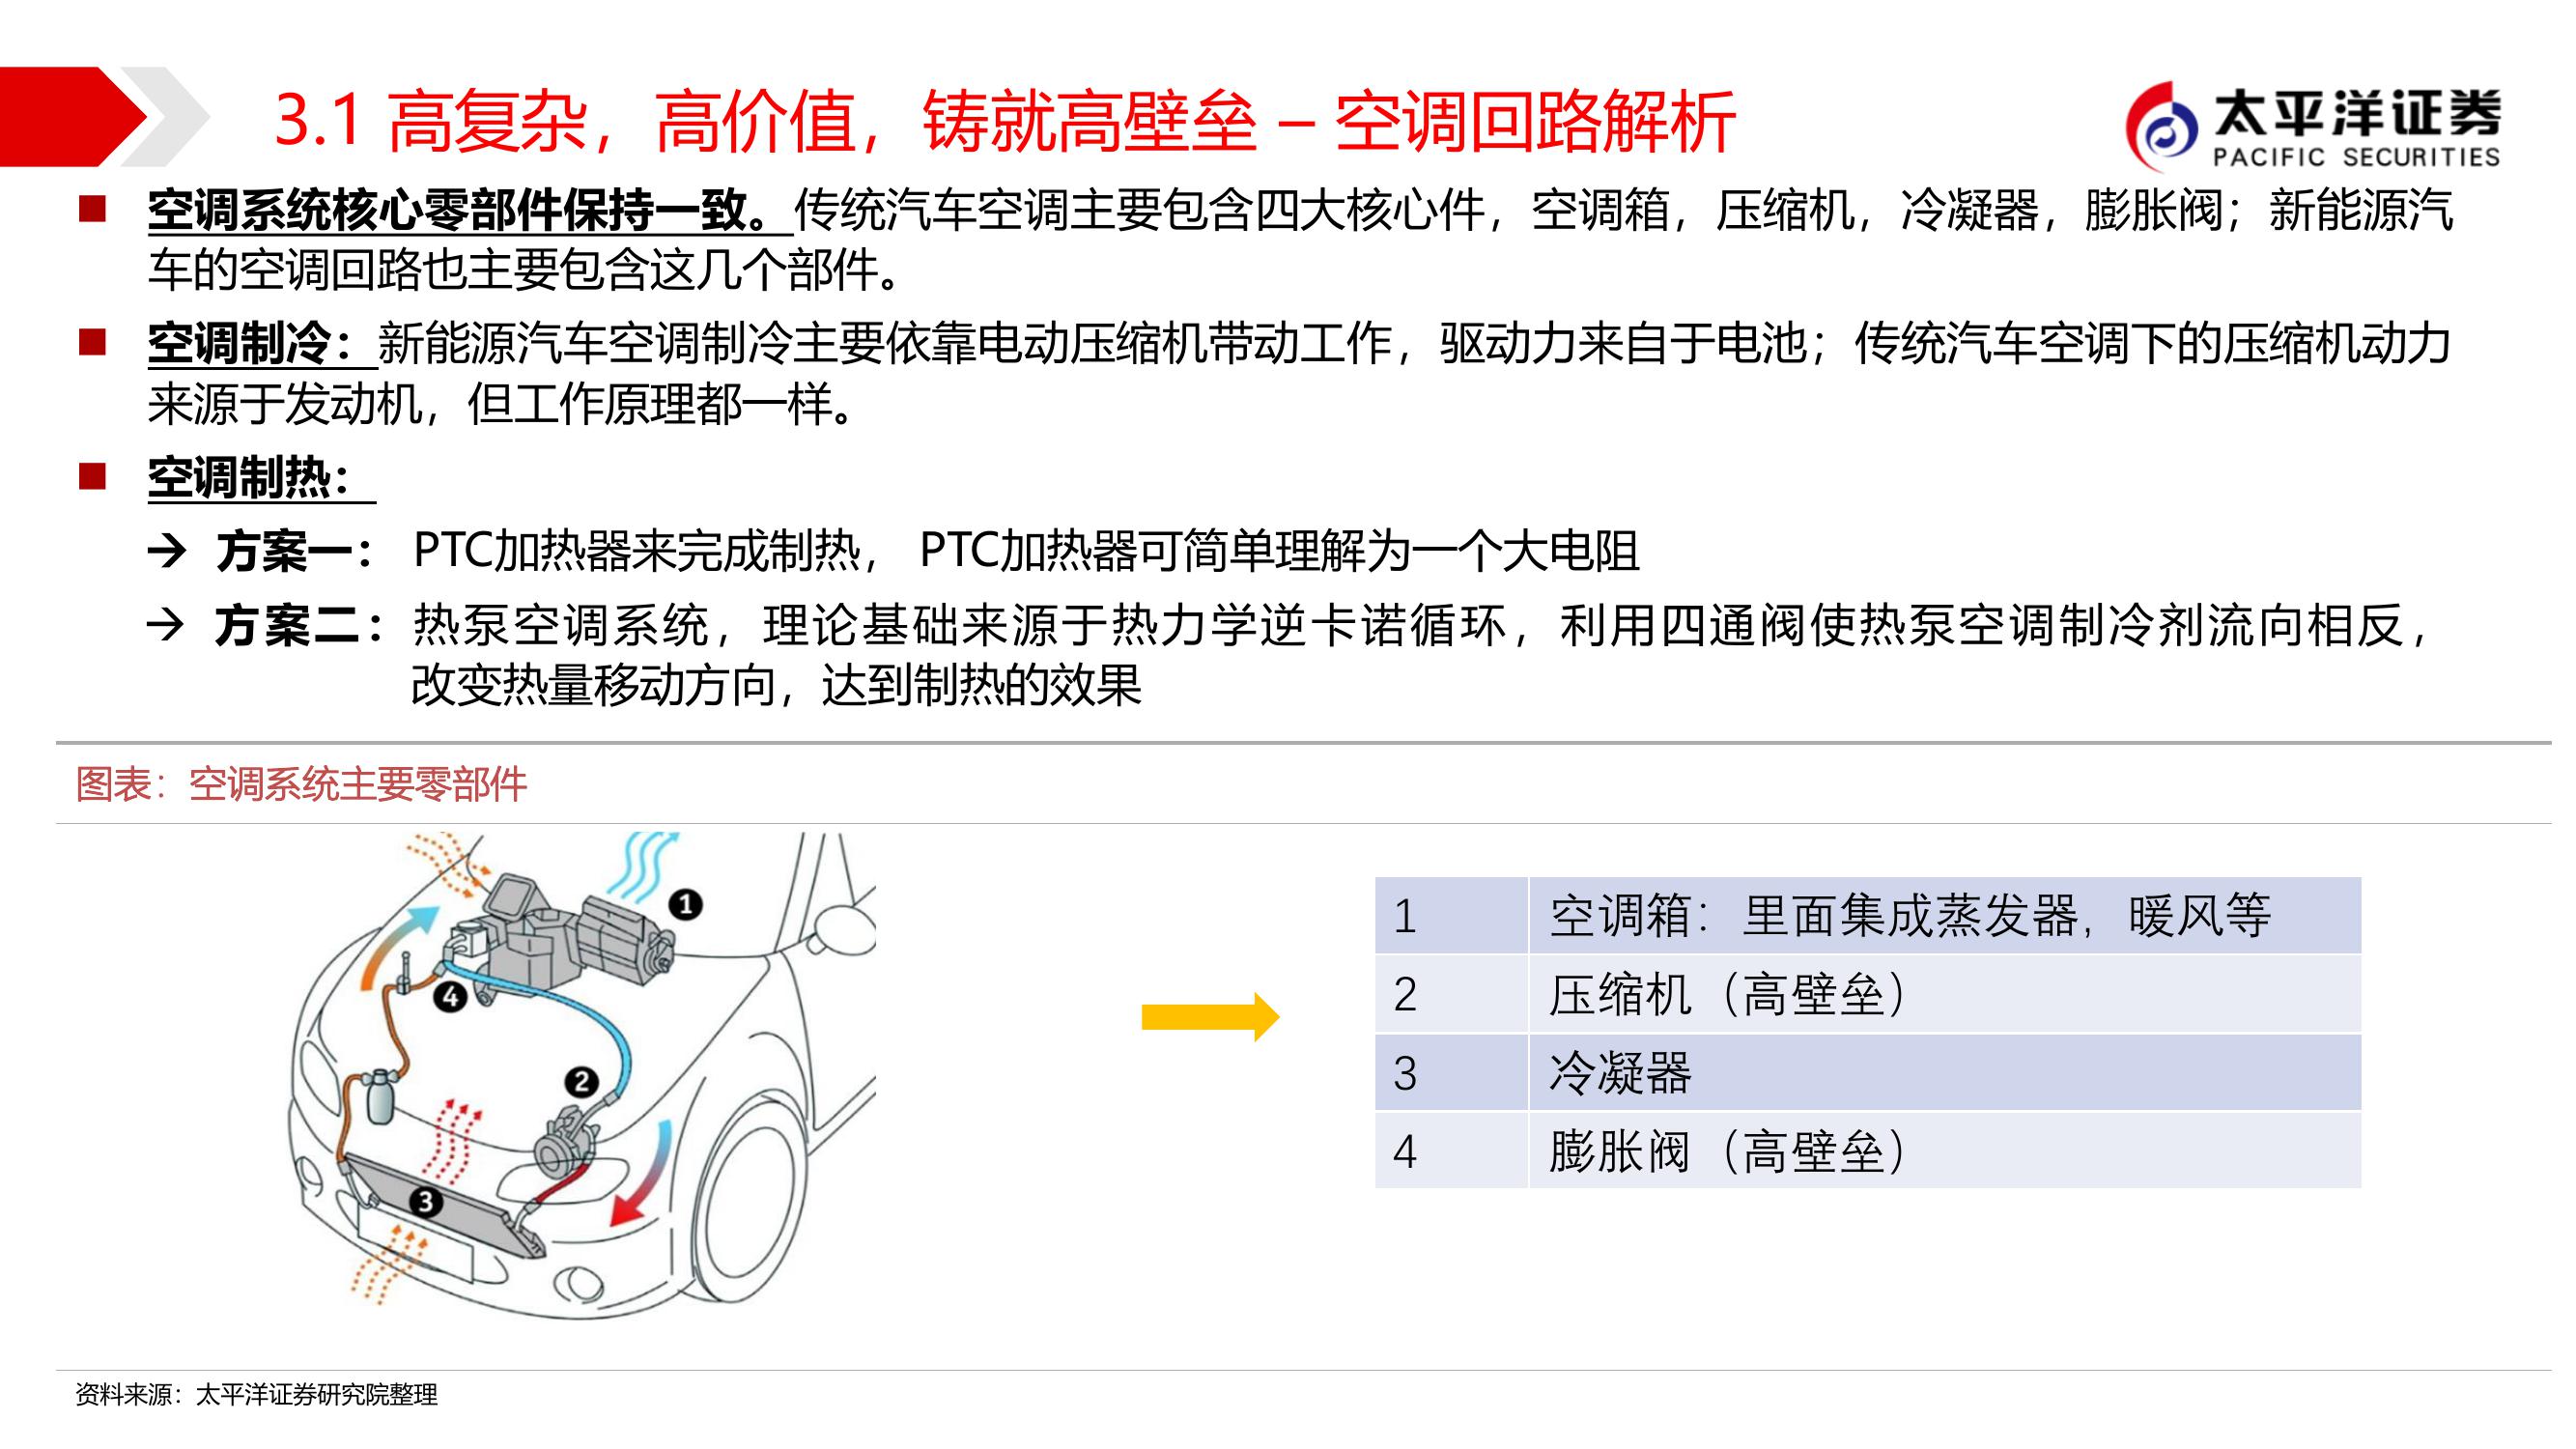 3.1 高复杂，高价值，铸就高壁垒 – 空调回路解析
太平洋证券
PACIFIC SECURITIES
空调系统核心零部件保持一致。传统汽车空调主要包含四大核心件，空调箱，压缩机，冷凝器，膨胀阀；新能源汽
车的空调回路也主要包含这几个部件。
空调制冷：新能源汽车空调制冷主要依靠电动压缩机带动工作，驱动力来自于电池；传统汽车空调下的压缩机动力
来源于发动机，但工作原理都一样。
空调制热：
→ 方案一： PTC加热器来完成制热， PTC加热器可简单理解为一个大电阻
→ 方案二：热泵空调系统，理论基础来源于热力学逆卡诺循环，利用四通阀使热泵空调制冷剂流向相反，
改变热量移动方向，达到制热的效果
图表：空调系统主要零部件
1
4
2
3
1 空调箱：里面集成蒸发器，暖风等
2 压缩机（高壁垒）
3 冷凝器
4 膨胀阀（高壁垒）
资料来源：太平洋证券研究院整理